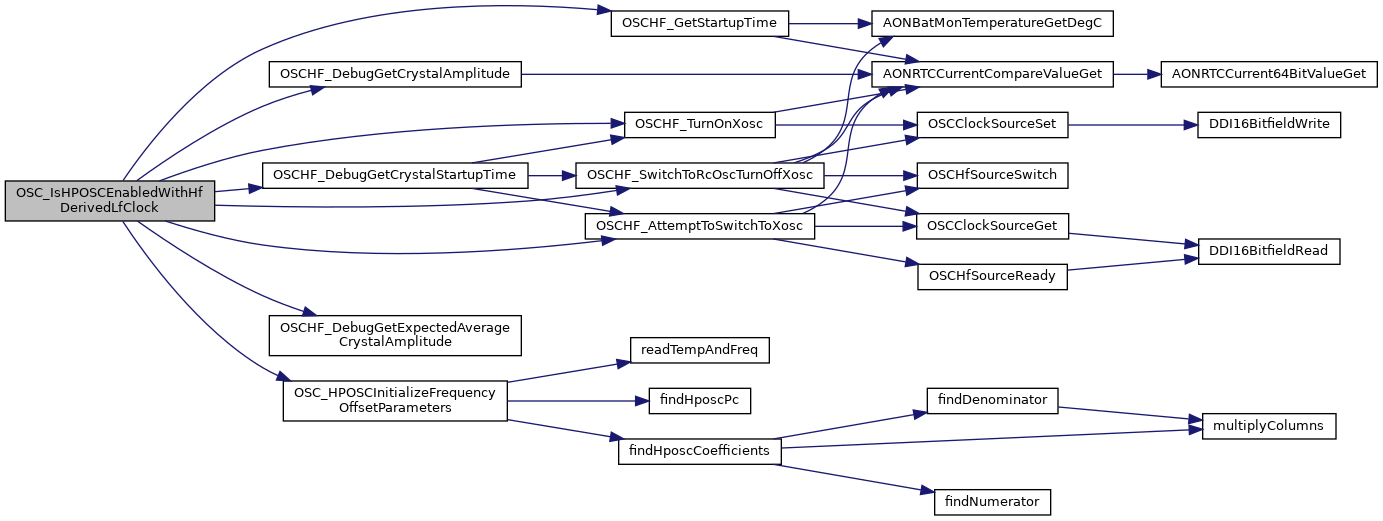 OSC_IsHPOSCEnabledWithHf
DerivedLfClock
OSCHF_GetStartupTime
AONBatMonTemperatureGetDegC
OSCHF_DebugGetCrystalAmplitude
AONRTCCurrentCompareValueGet
AONRTCCurrent64BitValueGet
OSCHF_TurnOnXosc
OSCClockSourceSet
DDI16BitfieldWrite
OSCHF_DebugGetCrystalStartupTime
OSCHF_SwitchToRcOscTurnOffXosc
OSCHfSourceSwitch
OSCHF_AttemptToSwitchToXosc
OSCClockSourceGet
DDI16BitfieldRead
OSCHfSourceReady
OSCHF_DebugGetExpectedAverage
CrystalAmplitude
readTempAndFreq
OSC_HPOSCInitializeFrequency
OffsetParameters
findHposcPc
findDenominator
multiplyColumns
findHposcCoefficients
findNumerator